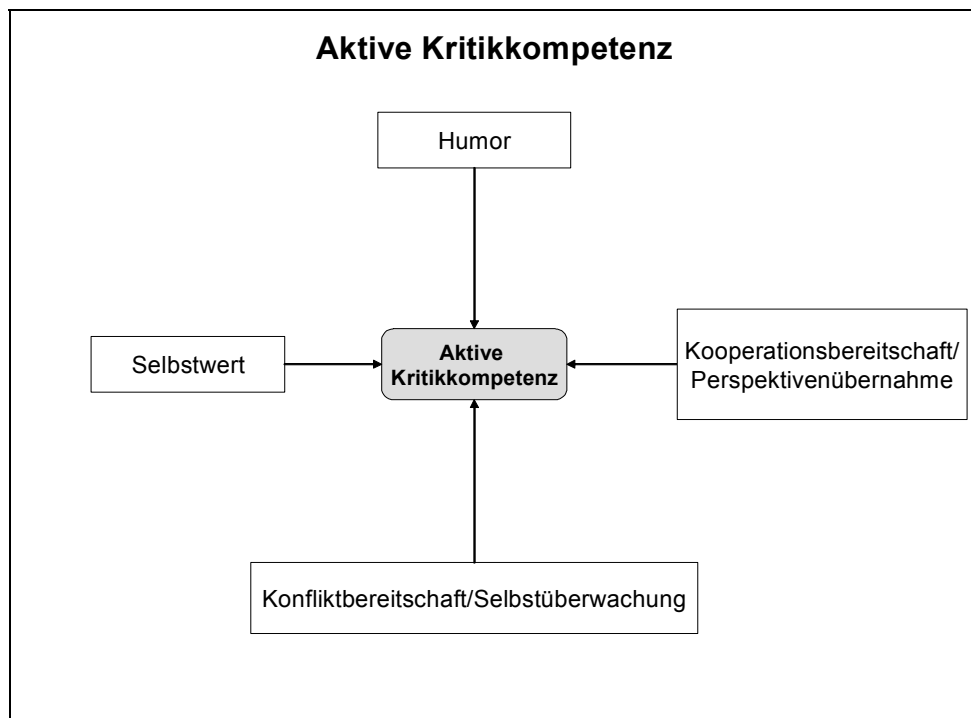 Aktive Kritikkompetenz
Humor
Selbstwert
Aktive
Kritikkompetenz
Kooperationsbereitschaft/
Perspektivenübernahme
Konfliktbereitschaft/Selbstüberwachung